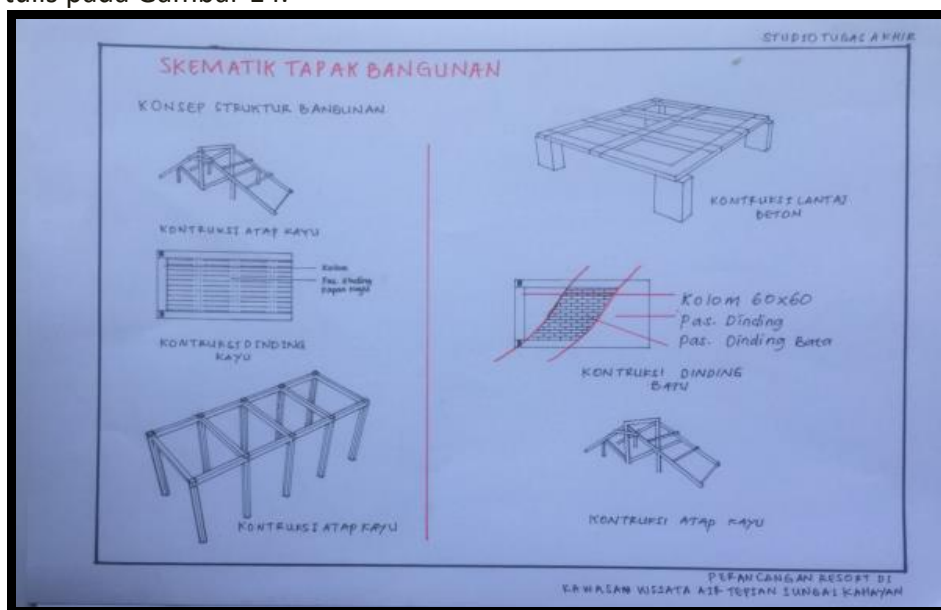 tulis pada Gambar 14.
STUDIO TUGAS AKHIR
SKEMATIK TAPAK BANGUNAN
KONSEP STRUKTUR BANGUNAN
KONTRUKSI ATAP KAYU
Kolom
Pas. Dinding
Papan Kayu
KONTRUKSI DINDING
KAYU
KONTRUKSI ATAP KAYU
KONTRUKSI LANTAI
BETON
Kolom 60x60
Pas. Dinding
Pas. Dinding Bata
KONTRUKSI DINDING
BATU
KONTRUKSI ATAP KAYU
PERANCANGAN RESORT DI
KAWASAN WISATA AIR TEPIAN SUNGAI KAHAYAN